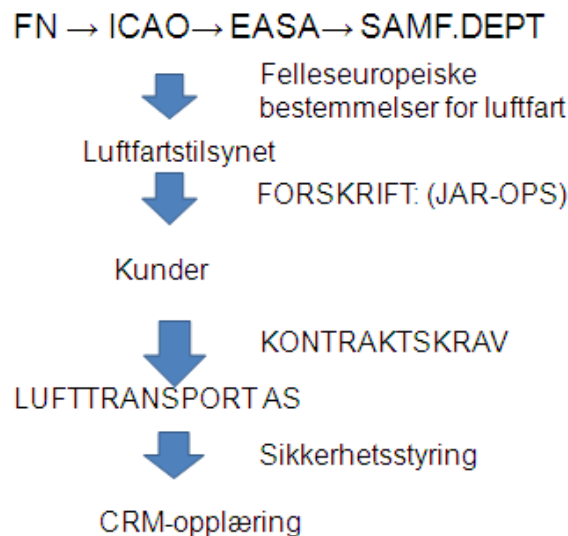 FN → ICAO→ EASA→ SAMF.DEPT
Felleseuropeiske
bestemmelser for luftfart
Luftfartstilsynet
FORSKRIFT: (JAR-OPS)
Kunder
KONTRAKTSKRAV
LUFTTRANSPORT AS
Sikkerhetsstyring
CRM-opplæring